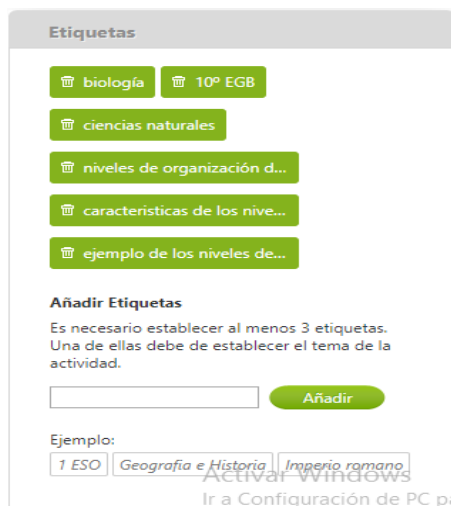 Etiquetas
biología 10º EGB
ciencias naturales
niveles de organización d...
caracteristicas de los nive...
ejemplo de los niveles de...
Añadir Etiquetas
Es necesario establecer al menos 3 etiquetas.
Una de ellas debe de establecer el tema de la
actividad.
Añadir
Ejemplo:
1 ESO Geografía e Historia Imperio romano
Activar Windows
Ir a Configuración de PC pa